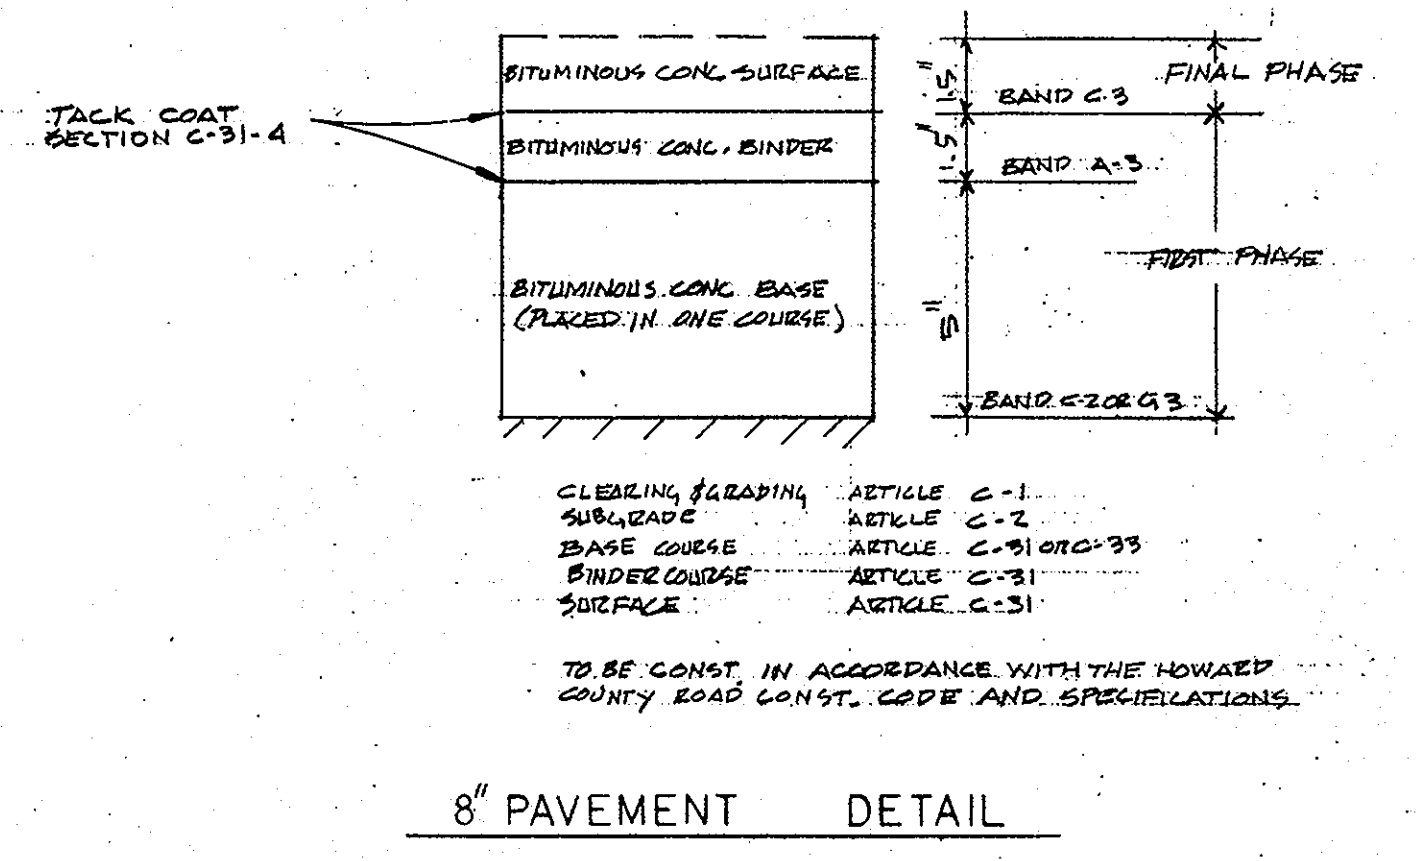 BITUMINOUS CONC. SURFACE
1.5"
FINAL PHASE
BAND C-3
TACK COAT
SECTION C-31-4
BITUMINOUS CONC. BINDER
1.5"
BAND A-3
BITUMINOUS CONC BASE
(PLACED IN ONE COURSE)
5"
FIRST PHASE
BAND C-2 OR G3
CLEARING & GRADING ARTICLE C-1
SUBGRADE ARTICLE C-2
BASE COURSE ARTICLE C-31 OR C-33
BINDER COURSE ARTICLE C-31
SURFACE ARTICLE C-31
TO BE CONST. IN ACCORDANCE WITH THE HOWARD
COUNTY ROAD CONST. CODE AND SPECIFICATIONS
8" PAVEMENT DETAIL